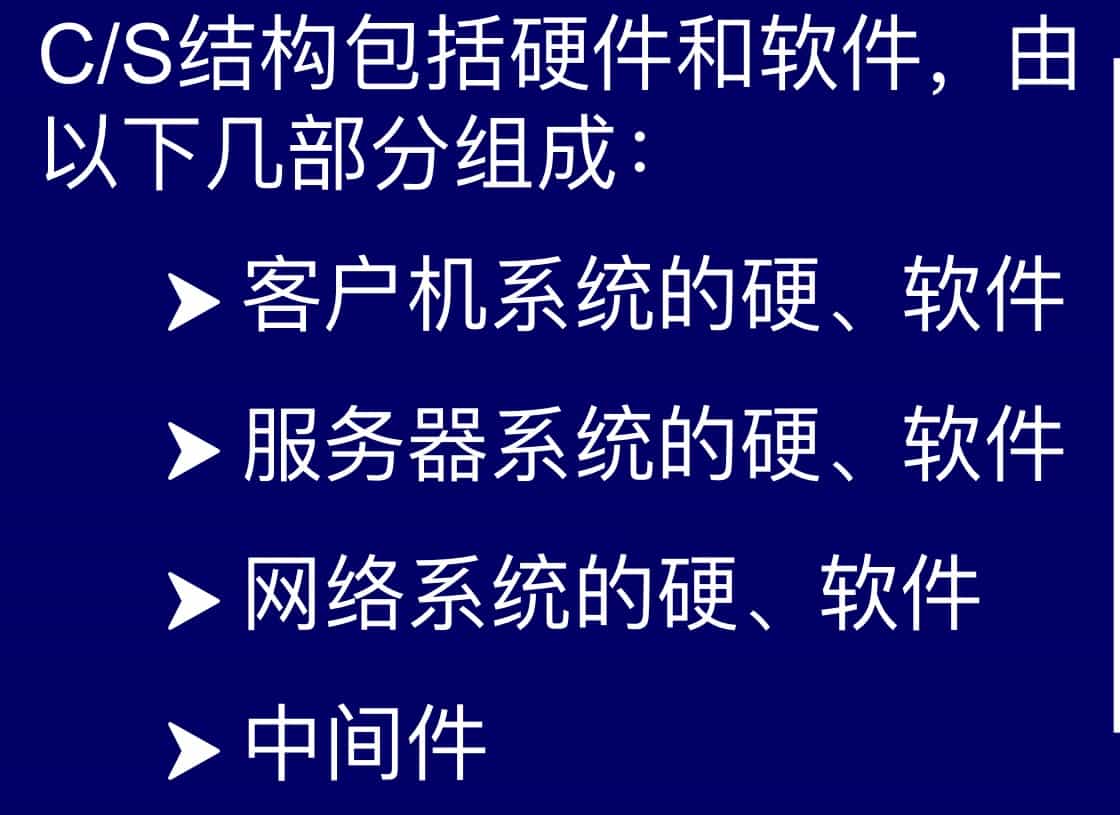 C/S结构包括硬件和软件，由
以下几部分组成：
➤ 客户机系统的硬、软件
➤ 服务器系统的硬、软件
➤ 网络系统的硬、软件
➤ 中间件